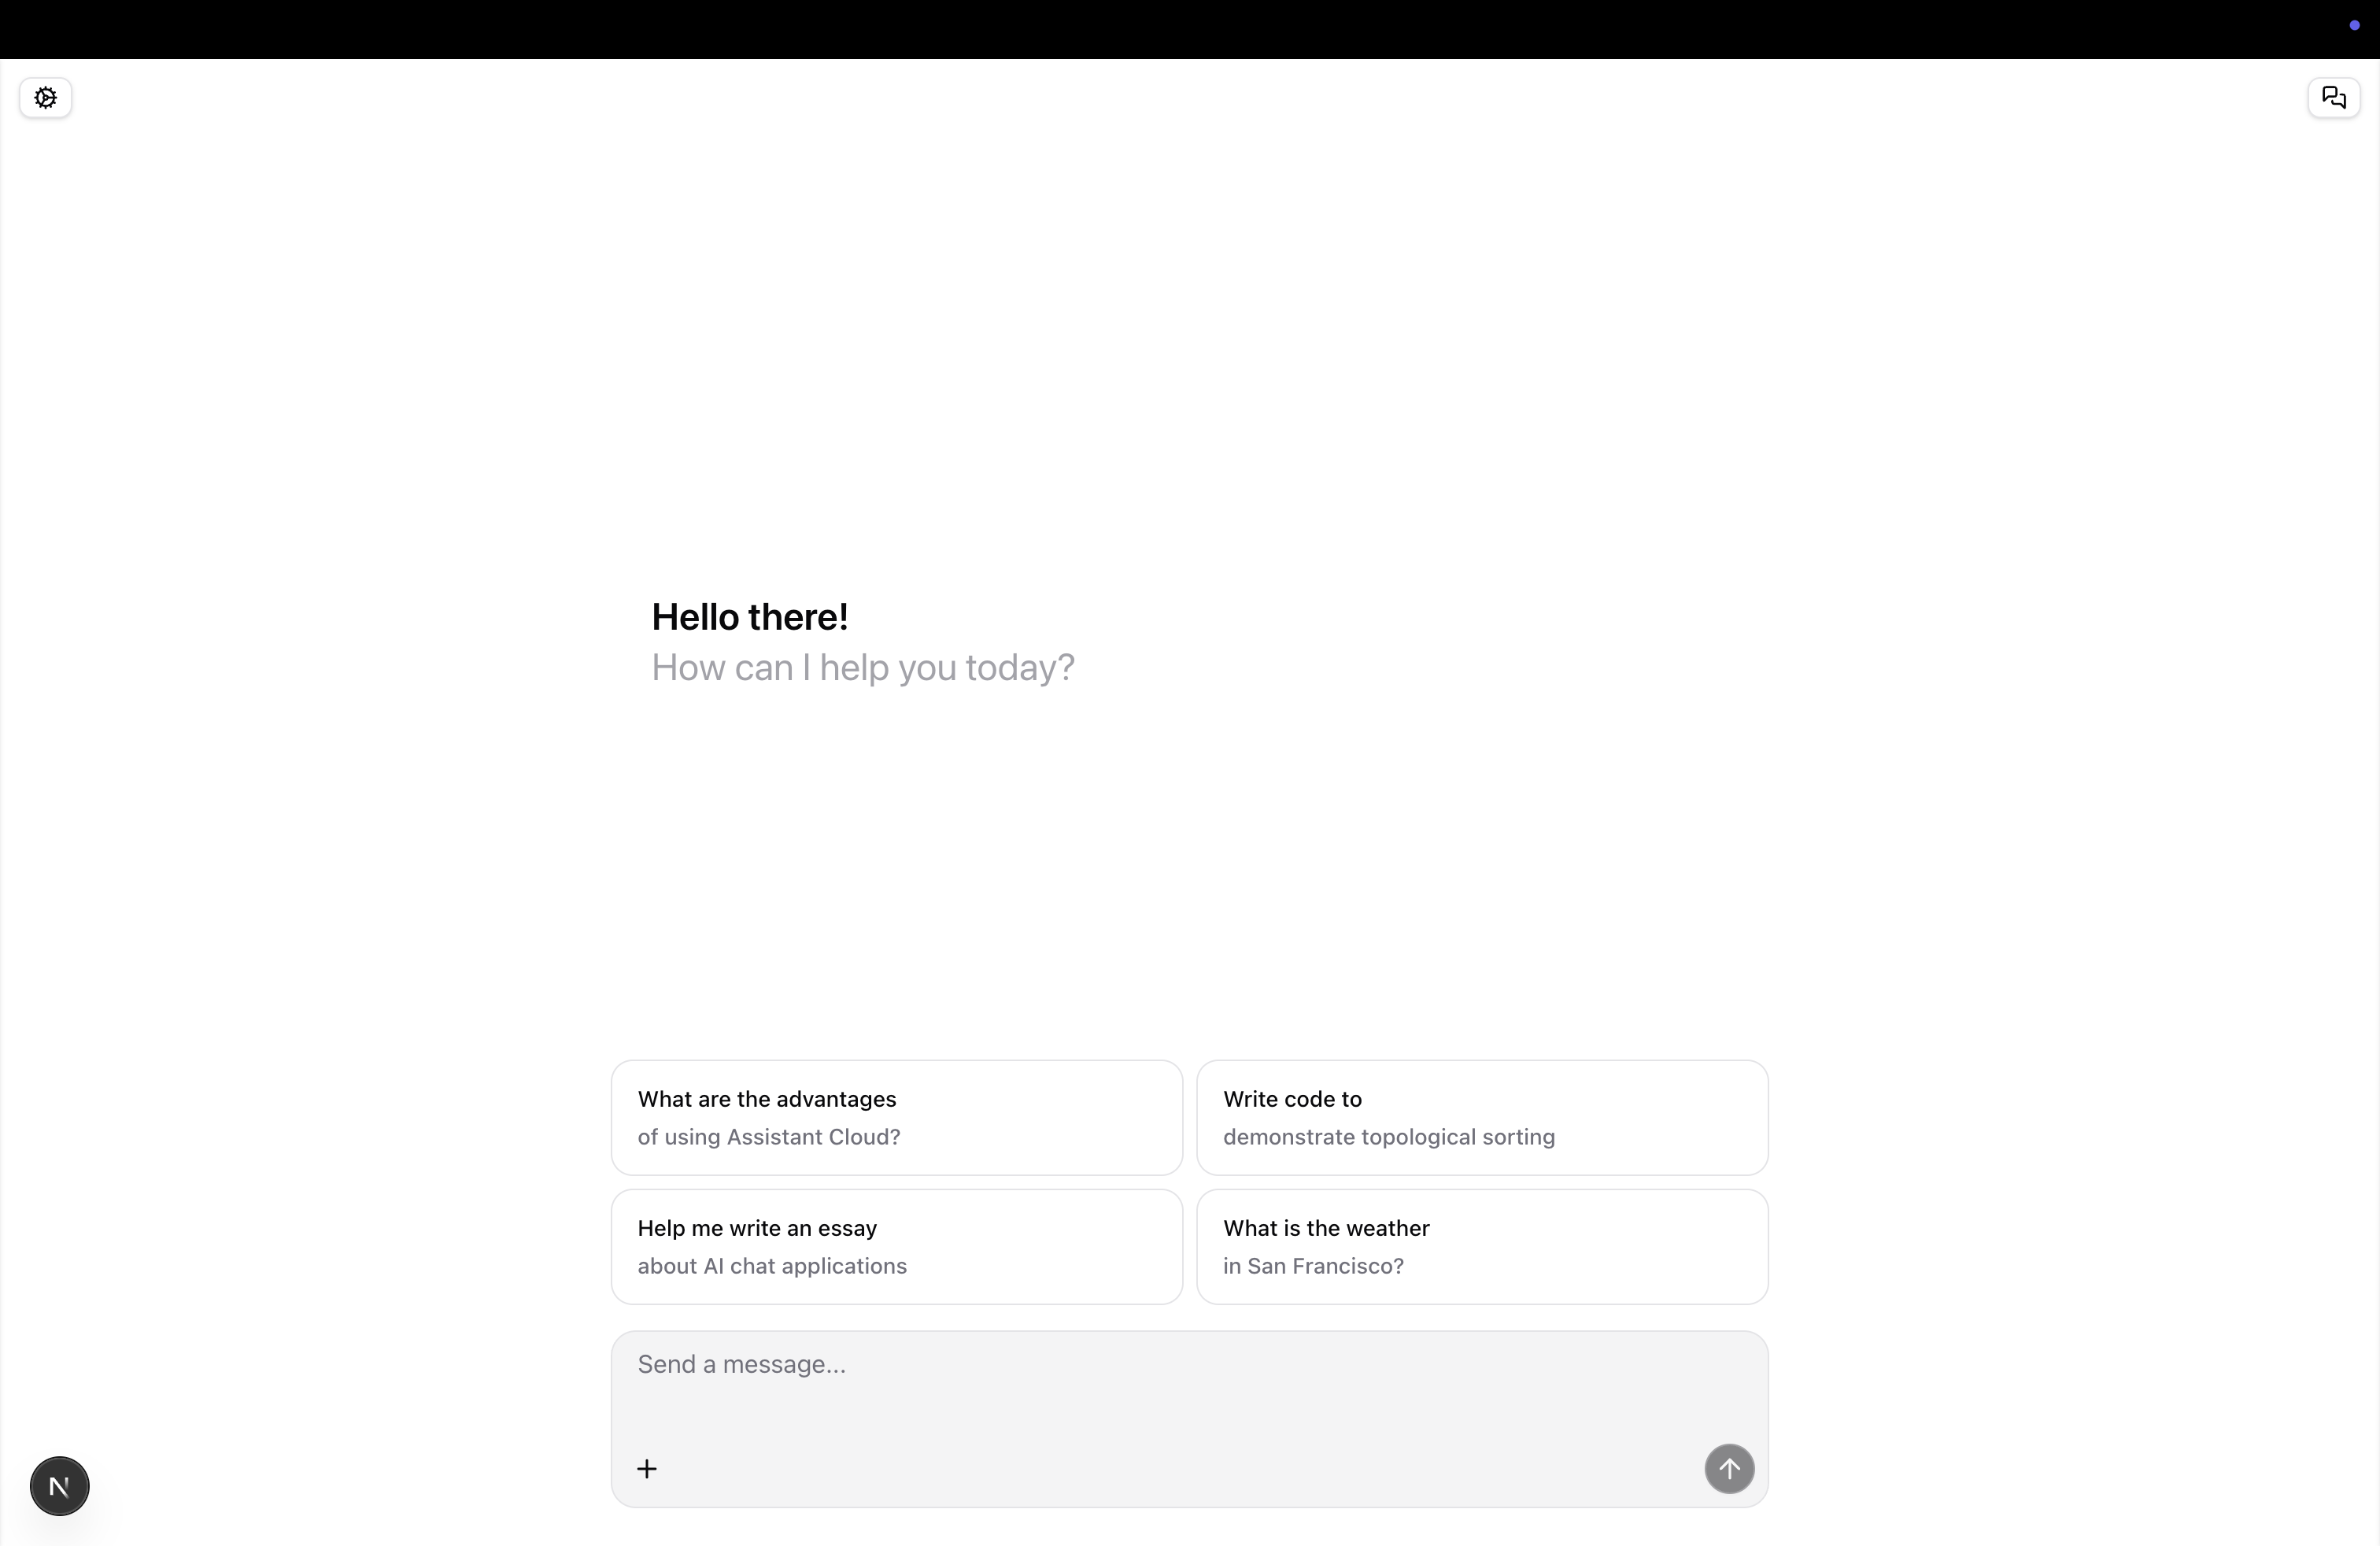 Hello there!
How can I help you today?
What are the advantages
of using Assistant Cloud?
Write code to
demonstrate topological sorting
Help me write an essay
about AI chat applications
What is the weather
in San Francisco?
Send a message...
N